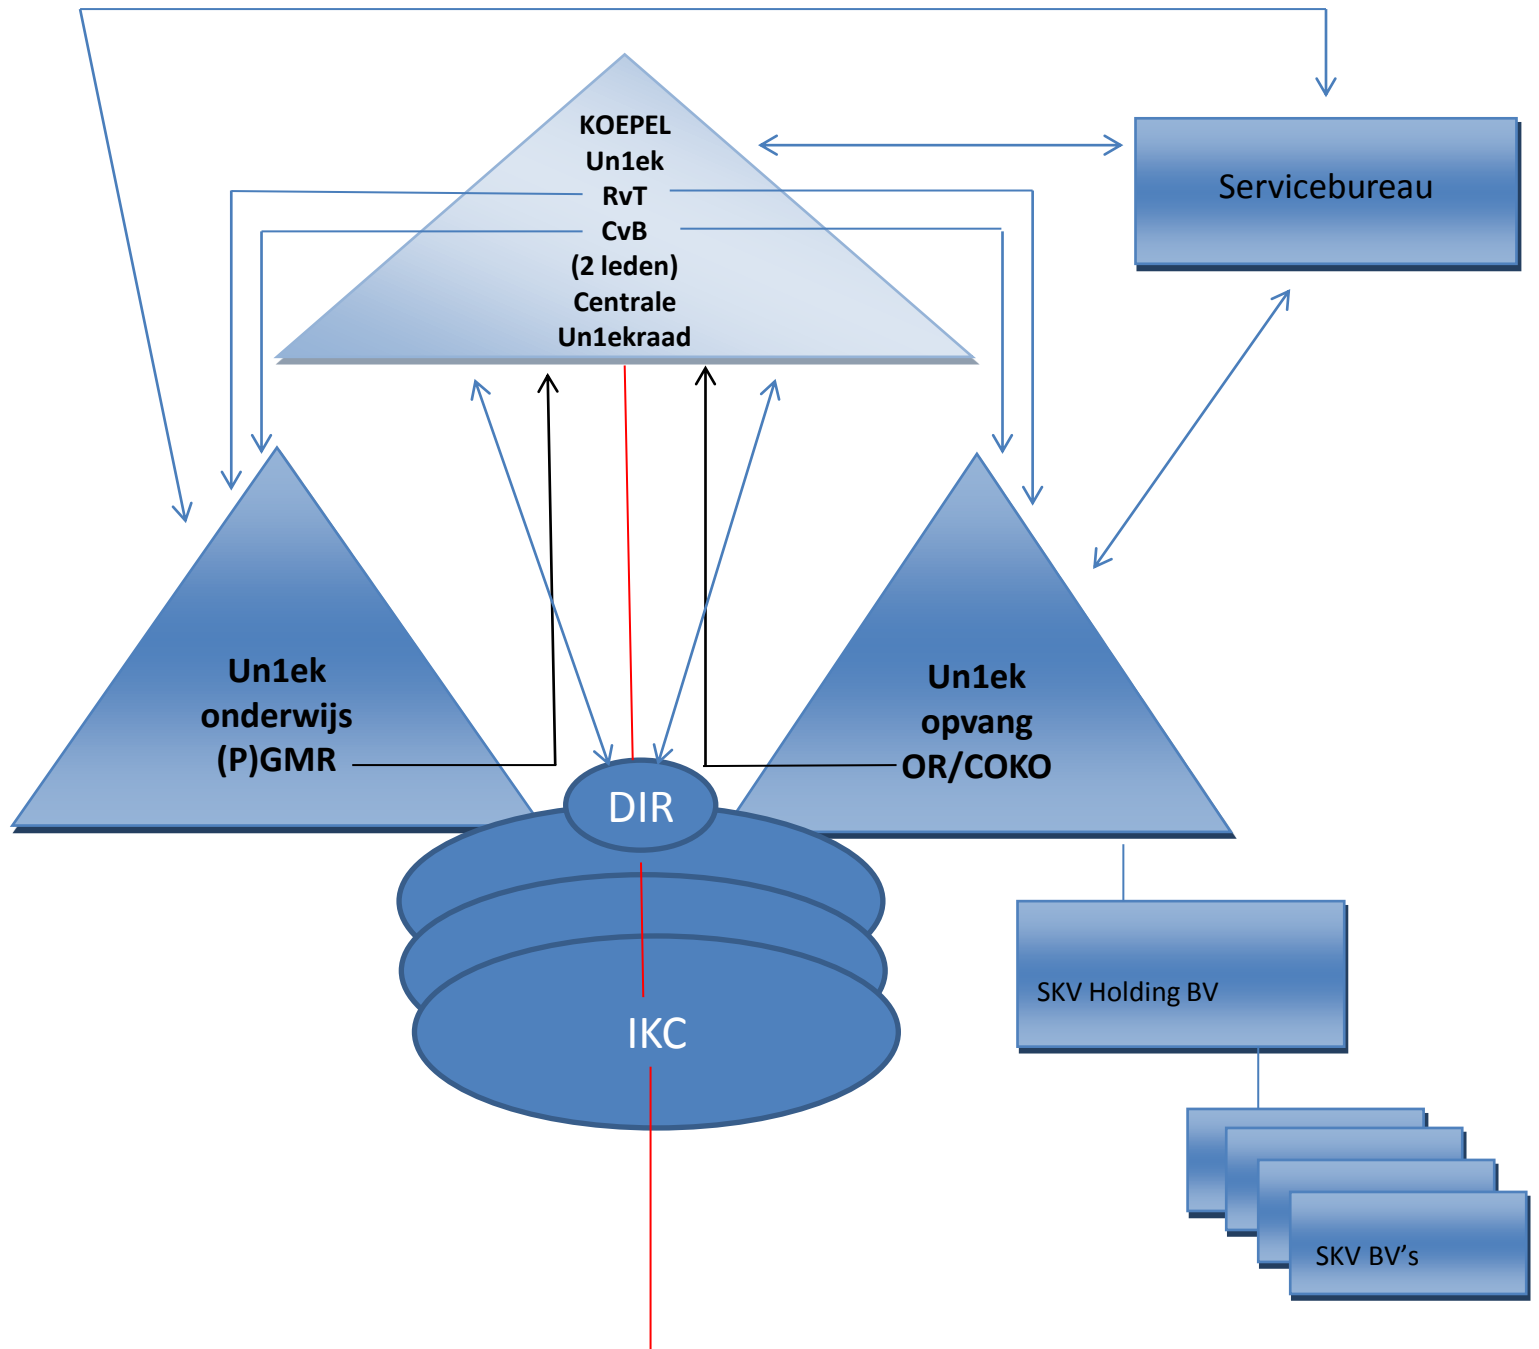 KOEPEL
Un1ek
RvT
CvB
(2 leden)
Centrale
Un1ekraad
Servicebureau
Un1ek
onderwijs
(P)GMR
Un1ek
opvang
OR/COKO
DIR
IKC
SKV Holding BV
SKV BV’s